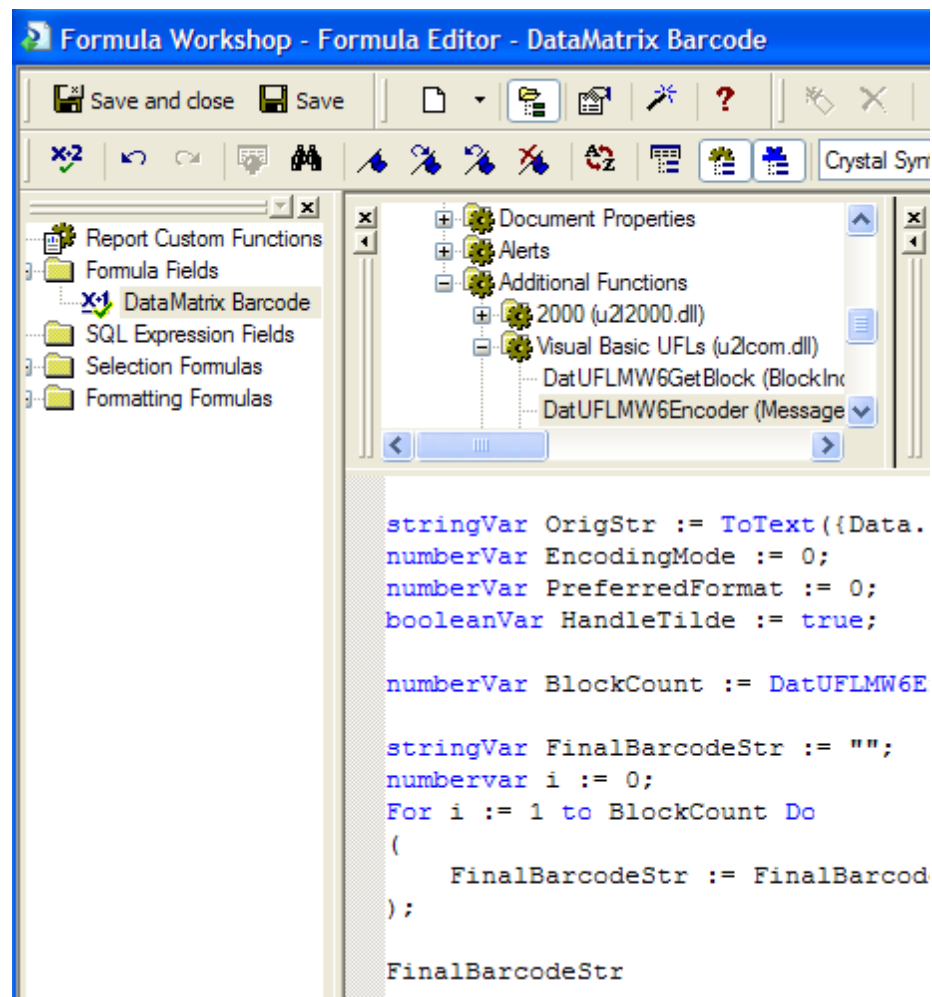 Formula Workshop - Formula Editor - DataMatrix Barcode
Save and close Save
Crystal Syn
Report Custom Functions
Formula Fields
DataMatrix Barcode
SQL Expression Fields
Selection Formulas
Formatting Formulas
Document Properties
Alerts
Additional Functions
2000 (u2l2000.dll)
Visual Basic UFLs (u2lcom.dll)
DatUFLMW6GetBlock (BlockInd
DatUFLMW6Encoder (Message
stringVar OrigStr := ToText({Data.
numberVar EncodingMode := 0;
numberVar PreferredFormat := 0;
booleanVar HandleTilde := true;
numberVar BlockCount := DatUFLMW6E
stringVar FinalBarcodeStr := "";
numbervar i := 0;
For i := 1 to BlockCount Do
(
FinalBarcodeStr := FinalBarcod
);
FinalBarcodeStr